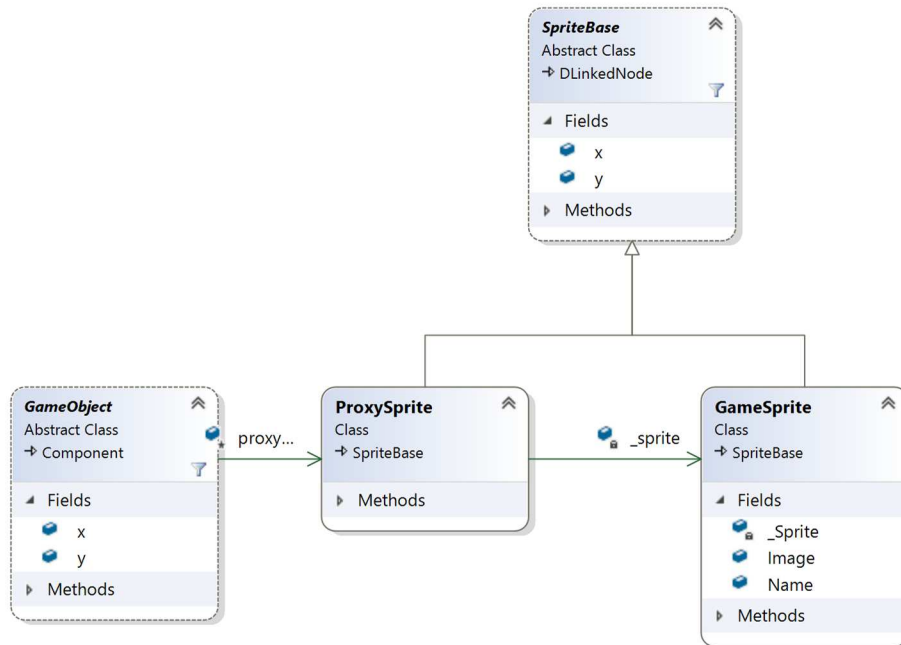 SpriteBase
Abstract Class
DLinkedNode
Fields
x
y
Methods
GameObject
Abstract Class
Component
Fields
x
y
Methods
proxy...
ProxySprite
Class
SpriteBase
Methods
_sprite
GameSprite
Class
SpriteBase
Fields
_Sprite
Image
Name
Methods